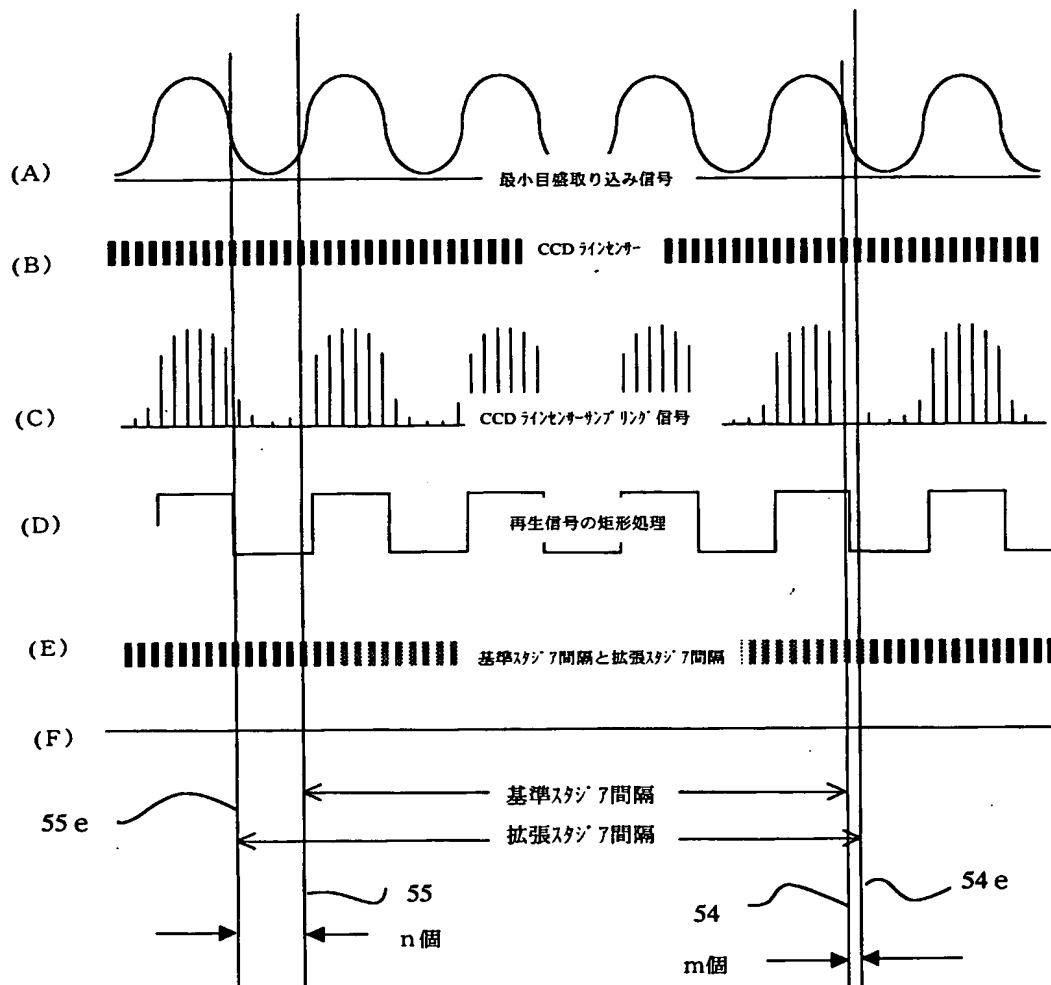 (A)
最小目盛取り込み信号
(B)
CCD ﾗｲﾝｾﾝｻｰ
(C)
CCD ﾗｲﾝｾﾝｻｰｻﾝﾌﾟﾘﾝｸﾞ信号
(D)
再生信号の矩形処理
(E)
基準ｽﾀｼﾞｱ間隔と拡張ｽﾀｼﾞｱ間隔
(F)
基準ｽﾀｼﾞｱ間隔
55e
拡張ｽﾀｼﾞｱ間隔
55
54
54e
n個
m個